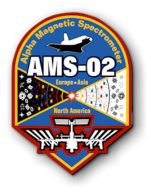 Alpha Magnetic Spectrometer
AMS-02
Europe • Asia
North America